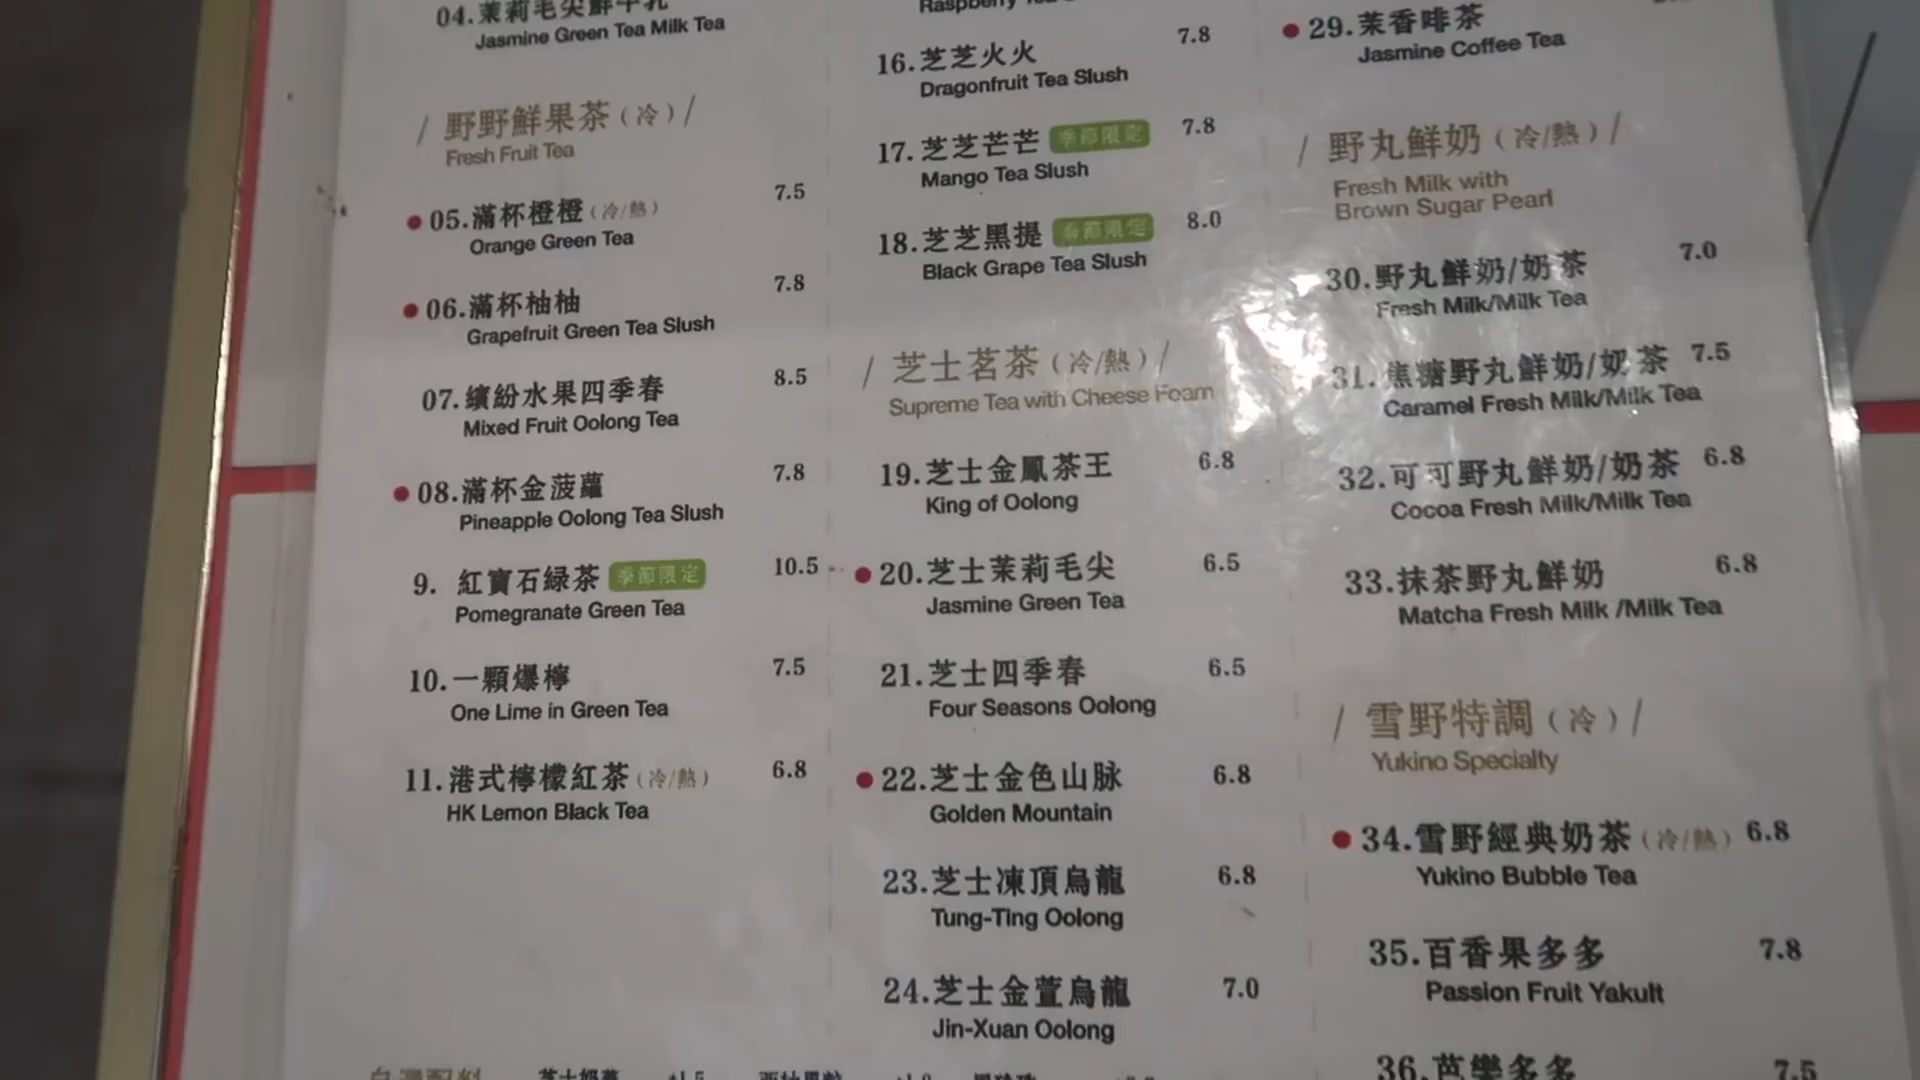 04.茉莉毛尖鮮牛乳
Jasmine Green Tea Milk Tea
/ 野野鮮果茶（冷）/
Fresh Fruit Tea
05.滿杯橙橙（冷/熱） 7.5
Orange Green Tea
06.滿杯柚柚 7.8
Grapefruit Green Tea Slush
07.繽紛水果四季春 8.5
Mixed Fruit Oolong Tea
08.滿杯金菠蘿 7.8
Pineapple Oolong Tea Slush
9. 紅寶石綠茶 季節限定 10.5
Pomegranate Green Tea
10.一顆爆檸 7.5
One Lime in Green Tea
11.港式檸檬紅茶（冷/熱） 6.8
HK Lemon Black Tea
Raspberry Tea
16.芝芝火火 7.8
Dragonfruit Tea Slush
17.芝芝芒芒 季節限定 7.8
Mango Tea Slush
18.芝芝黑提 季節限定 8.0
Black Grape Tea Slush
/ 芝士茗茶（冷/熱）/
Supreme Tea with Cheese Foam
19.芝士金鳳茶王 6.8
King of Oolong
20.芝士茉莉毛尖 6.5
Jasmine Green Tea
21.芝士四季春 6.5
Four Seasons Oolong
22.芝士金色山脉 6.8
Golden Mountain
23.芝士凍頂烏龍 6.8
Tung-Ting Oolong
24.芝士金萱烏龍 7.0
Jin-Xuan Oolong
29.茉香啡茶
Jasmine Coffee Tea
/ 野丸鮮奶（冷/熱）/
Fresh Milk with
Brown Sugar Pearl
30.野丸鮮奶/奶茶 7.0
Fresh Milk/Milk Tea
31.焦糖野丸鮮奶/奶茶 7.5
Caramel Fresh Milk/Milk Tea
32.可可野丸鮮奶/奶茶 6.8
Cocoa Fresh Milk/Milk Tea
33.抹茶野丸鮮奶 6.8
Matcha Fresh Milk /Milk Tea
/ 雪野特調（冷）/
Yukino Specialty
34.雪野經典奶茶（冷/熱） 6.8
Yukino Bubble Tea
35.百香果多多 7.8
Passion Fruit Yakult
36.芭樂多多 7.5